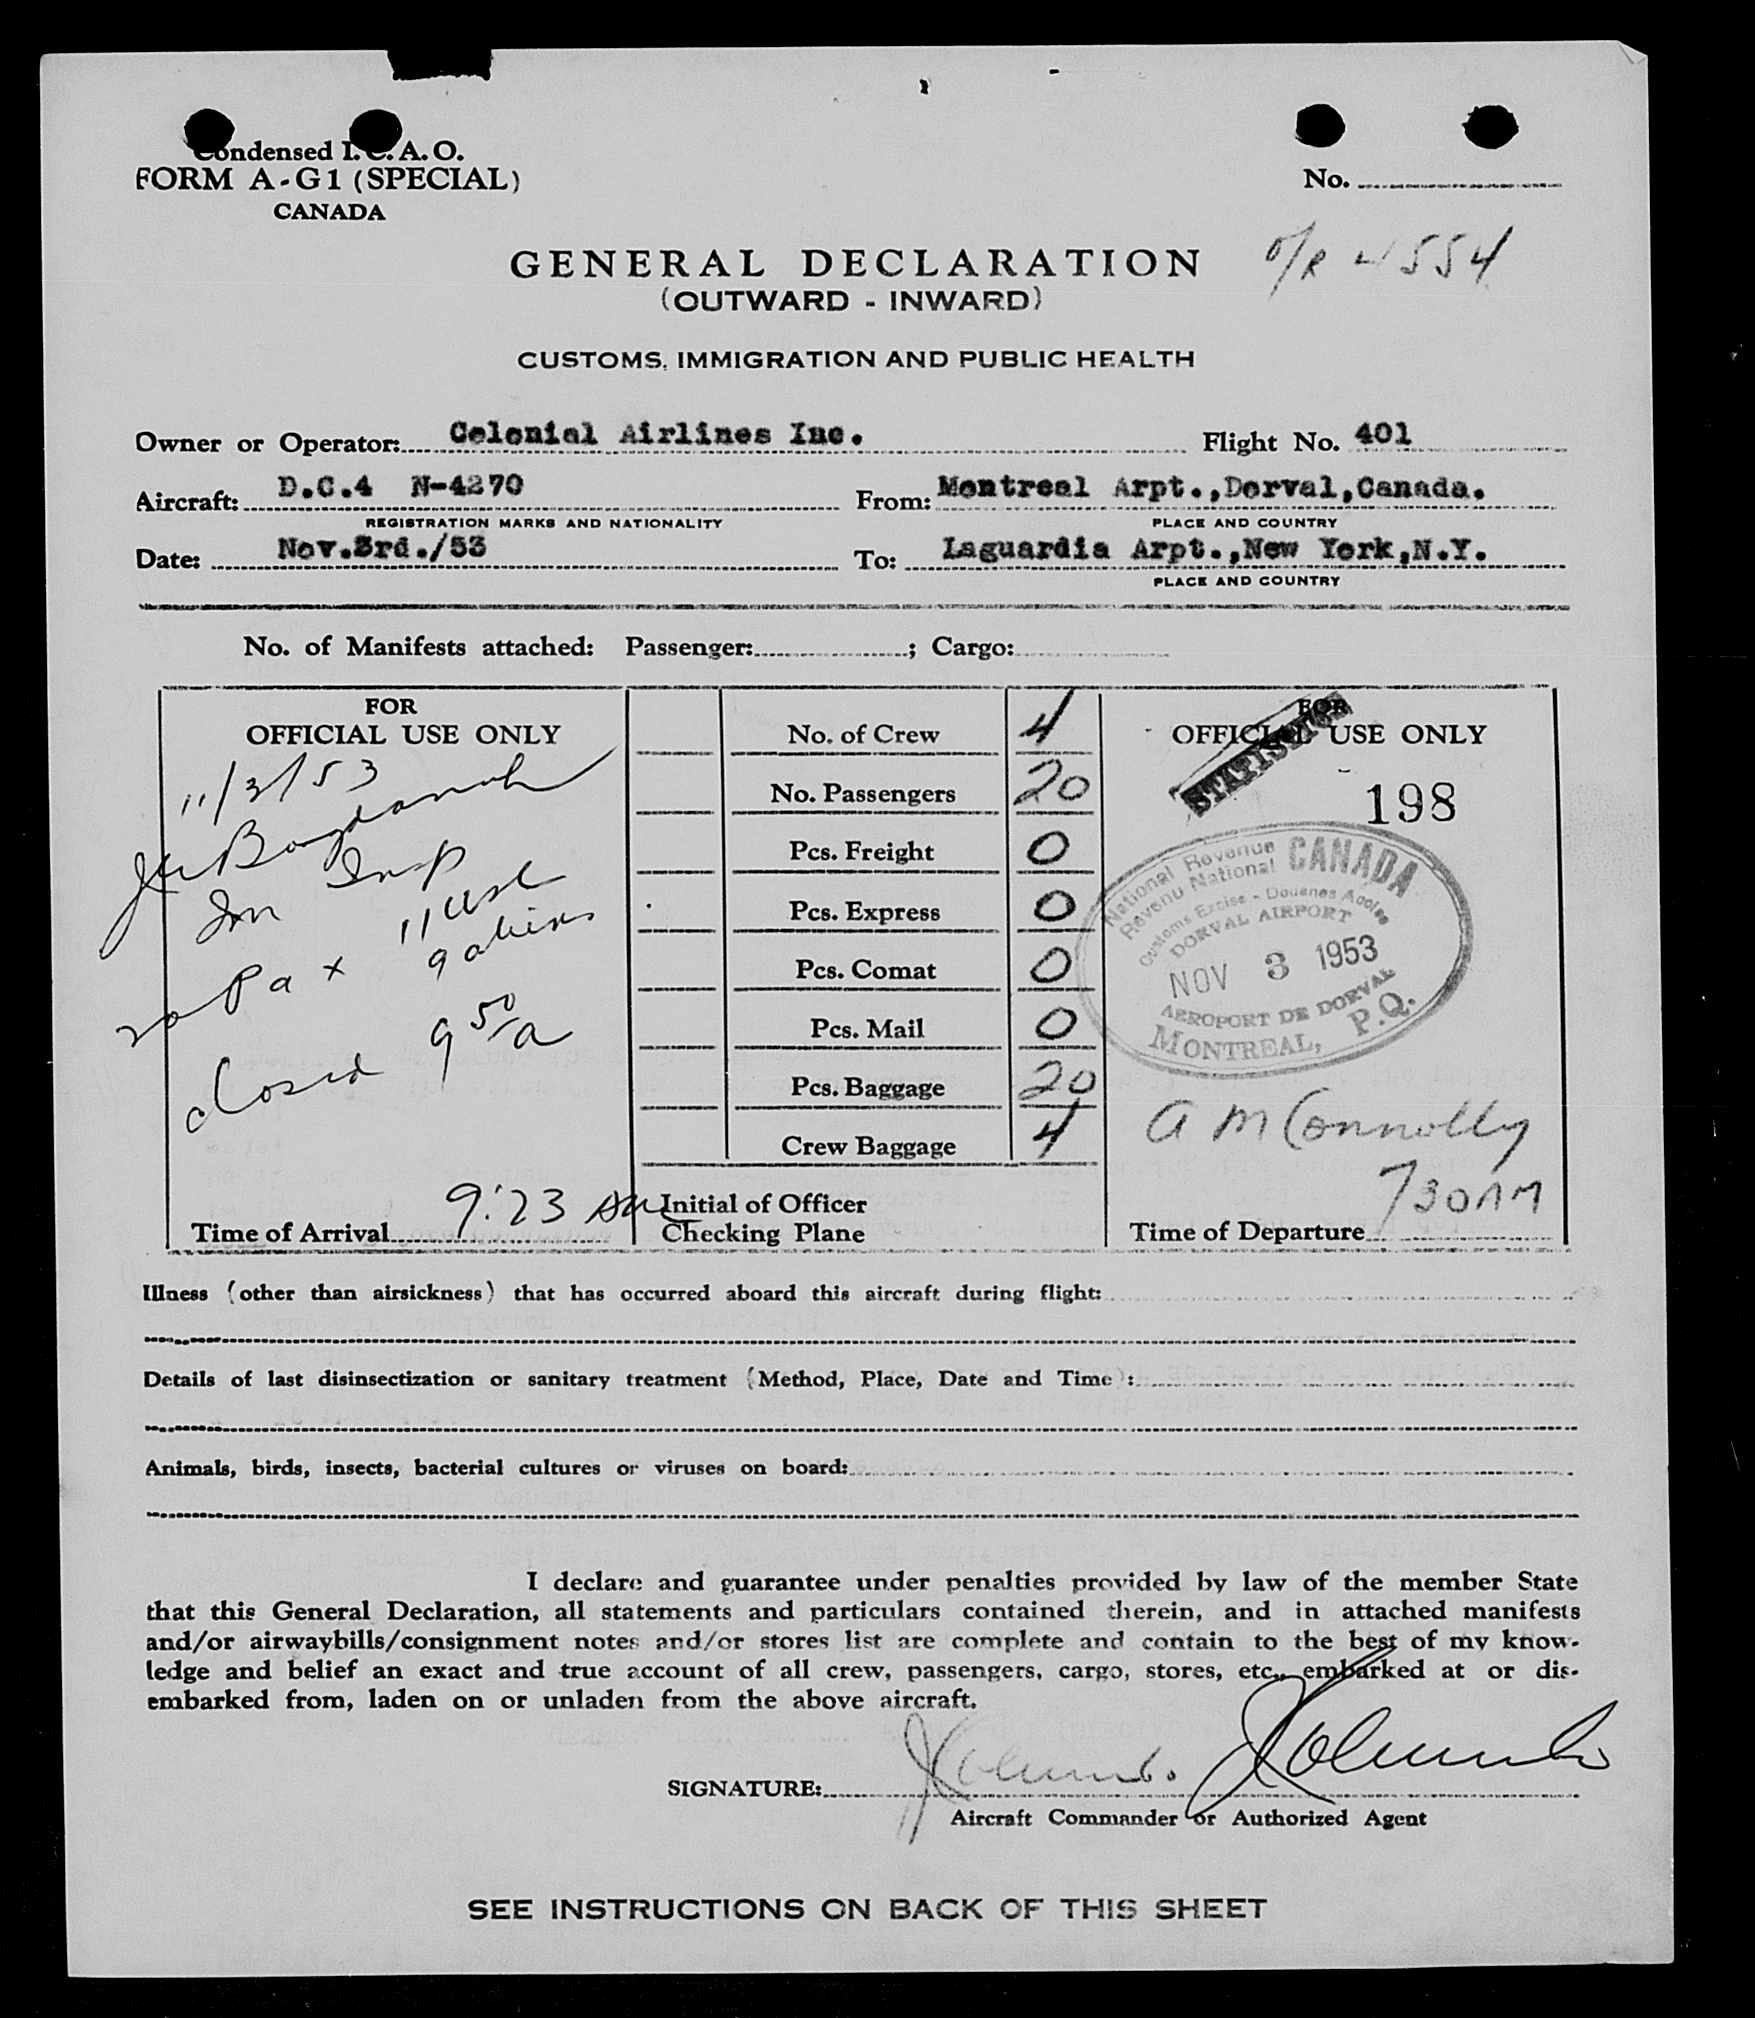 Condensed I.C.A.O.
FORM A-G1 (SPECIAL)
CANADA
No.
O/R 4554
GENERAL DECLARATION
(OUTWARD - INWARD)
CUSTOMS, IMMIGRATION AND PUBLIC HEALTH
Owner or Operator: Colonial Airlines Inc. Flight No. 401
Aircraft: D.C.4 N-4270 From: Montreal Arpt.,Dorval,Canada.
REGISTRATION MARKS AND NATIONALITY PLACE AND COUNTRY
Date: Nov.3rd./53 To: Laguardia Arpt.,New York,N.Y.
PLACE AND COUNTRY
No. of Manifests attached: Passenger: ; Cargo:
FOR
OFFICIAL USE ONLY
11/3/53
Imm Insp
20 Pax 11 USC
9 aliens
closed 9 50/a
Time of Arrival 9:23 AM
No. of Crew 4
No. Passengers 20
Pcs. Freight 0
Pcs. Express 0
Pcs. Comat 0
Pcs. Mail 0
Pcs. Baggage 20
Crew Baggage 4
Initial of Officer
Checking Plane
FOR
OFFICIAL USE ONLY
STATISTICS
198
National Revenue CANADA
Revenu National
Customs Excise - Douanes Accise
DORVAL AIRPORT
NOV 3 1953
AEROPORT DE DORVAL
MONTREAL, P.Q.
A M Connolly
730AM
Time of Departure
Illness (other than airsickness) that has occurred aboard this aircraft during flight:
Details of last disinsectization or sanitary treatment (Method, Place, Date and Time):
Animals, birds, insects, bacterial cultures or viruses on board:
I declare and guarantee under penalties provided by law of the member State
that this General Declaration, all statements and particulars contained therein, and in attached manifests
and/or airwaybills/consignment notes and/or stores list are complete and contain to the best of my know-
ledge and belief an exact and true account of all crew, passengers, cargo, stores, etc., embarked at or dis-
embarked from, laden on or unladen from the above aircraft.
SIGNATURE:
Aircraft Commander or Authorized Agent
SEE INSTRUCTIONS ON BACK OF THIS SHEET